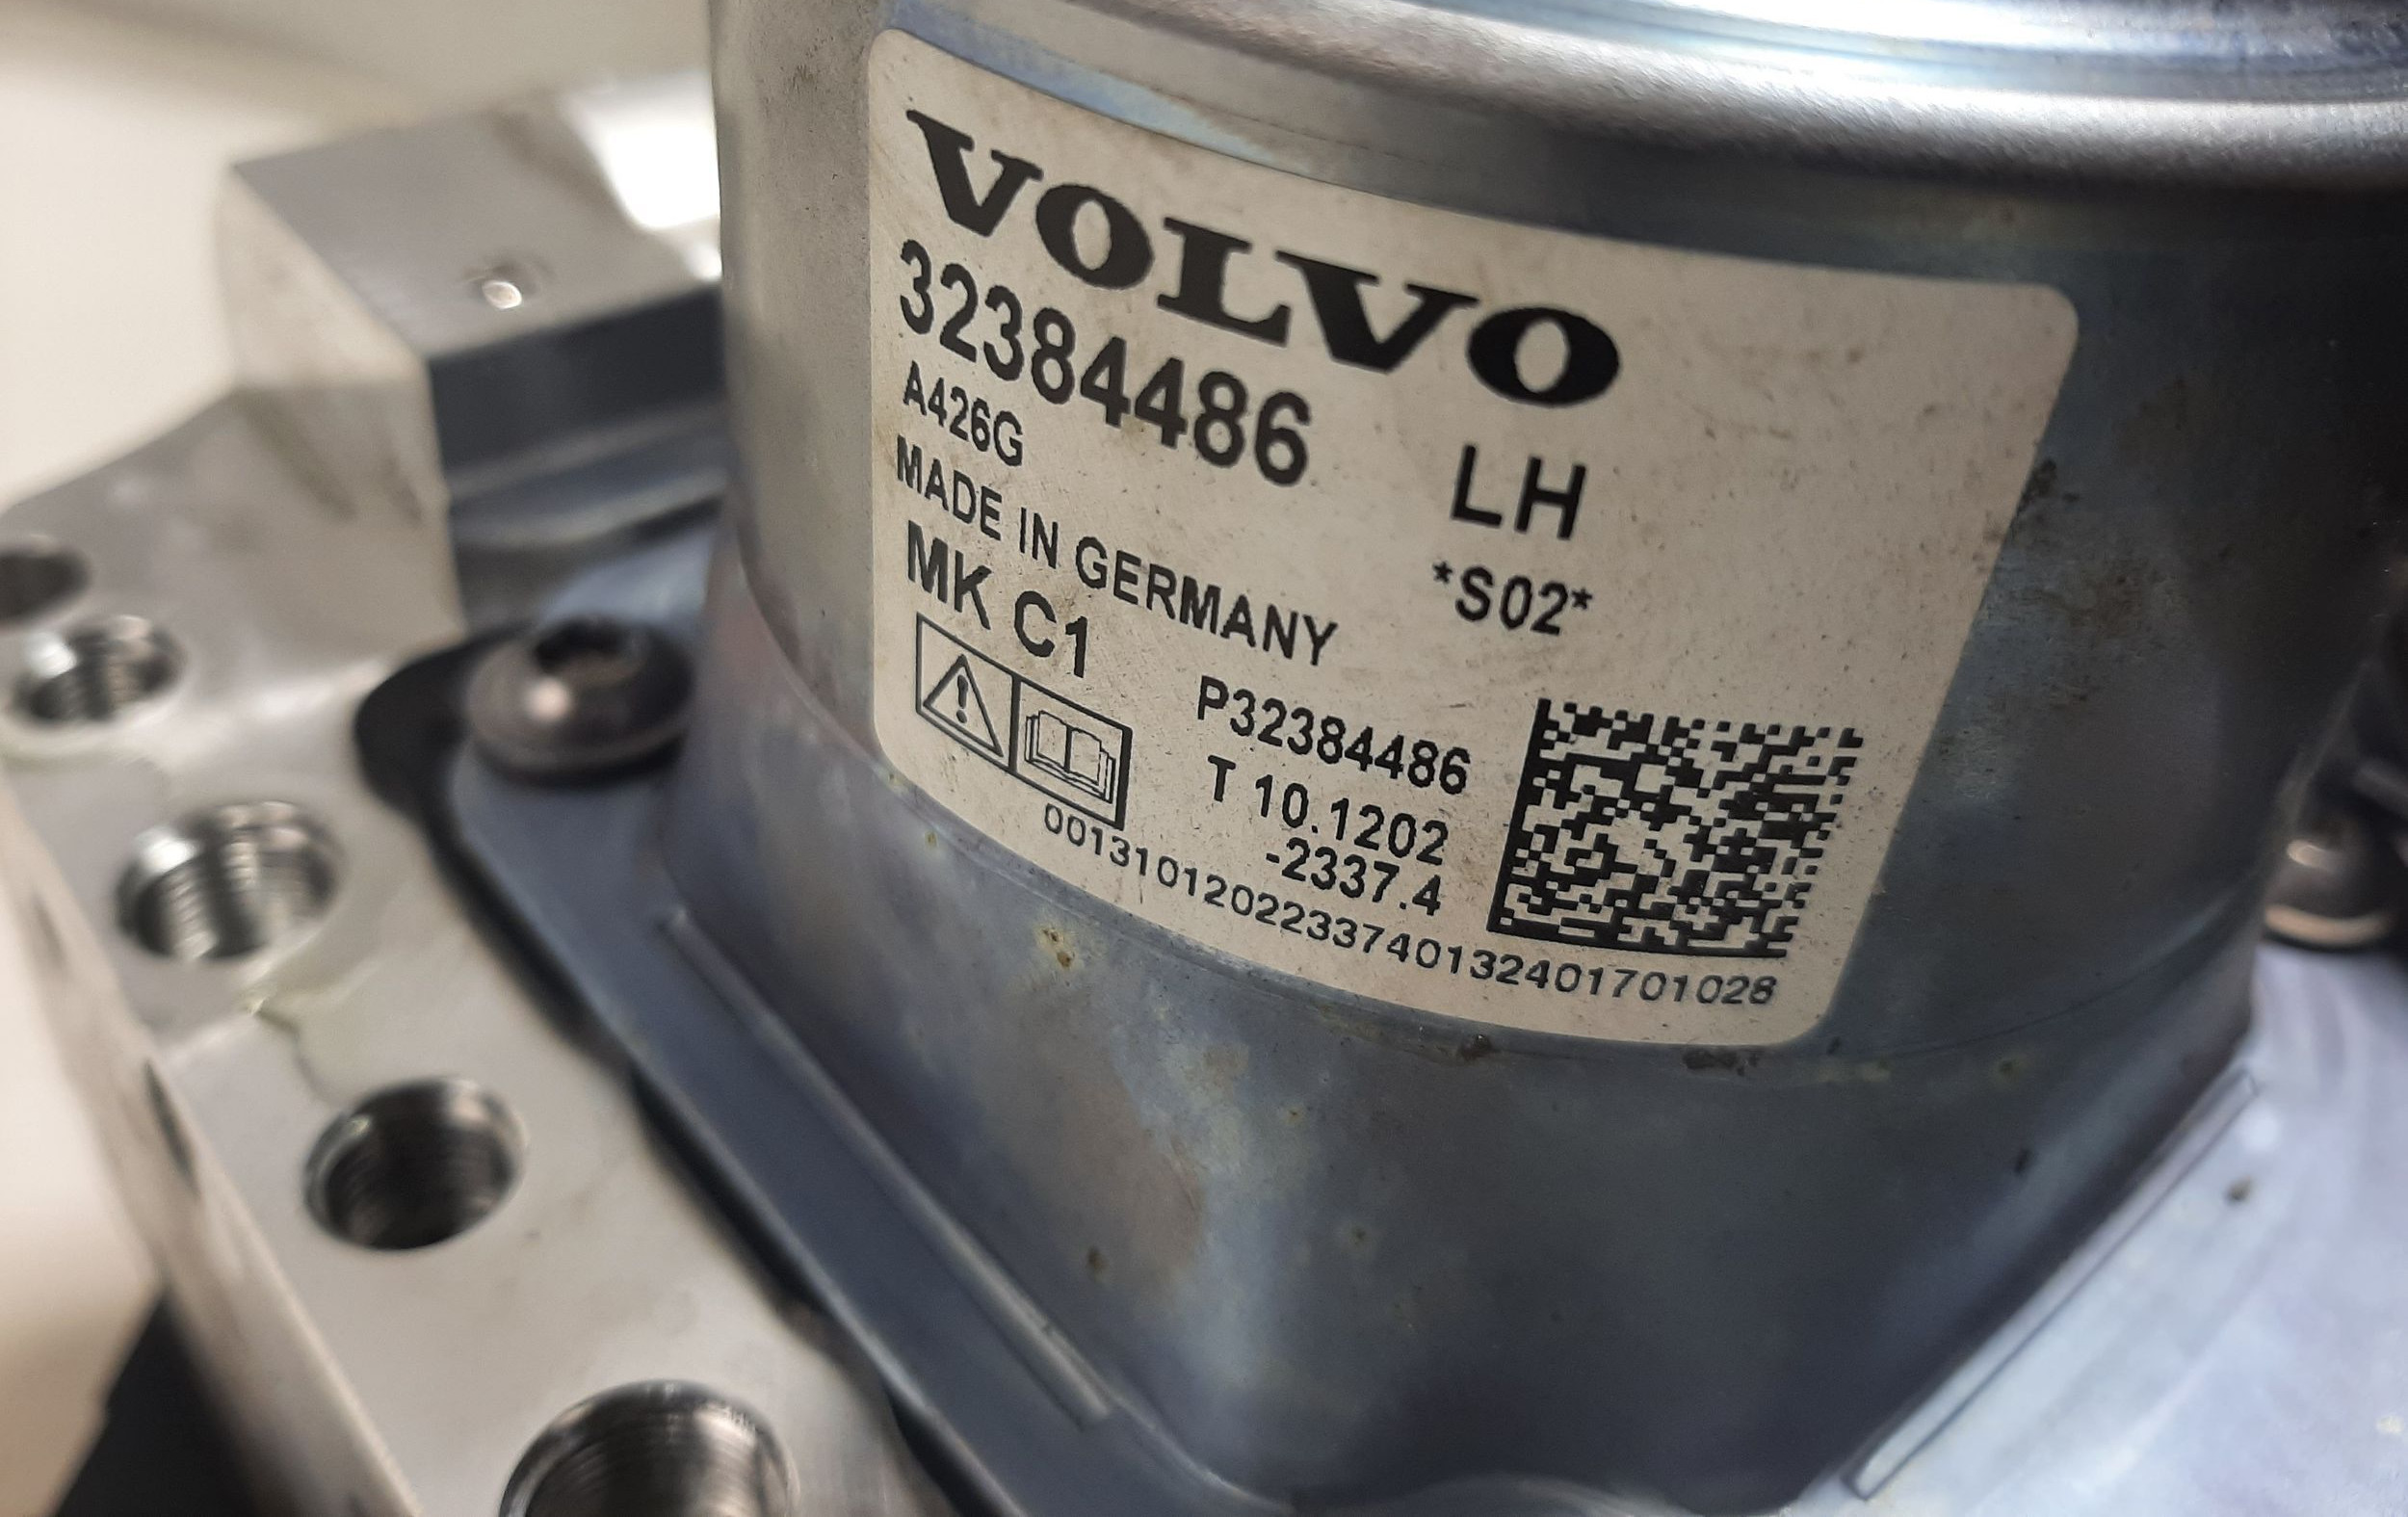 VOLVO
32384486 LH
A426G *S02*
MADE IN GERMANY
MK C1
P32384486
T 10.1202
-2337.4
0013101202233740132401701028